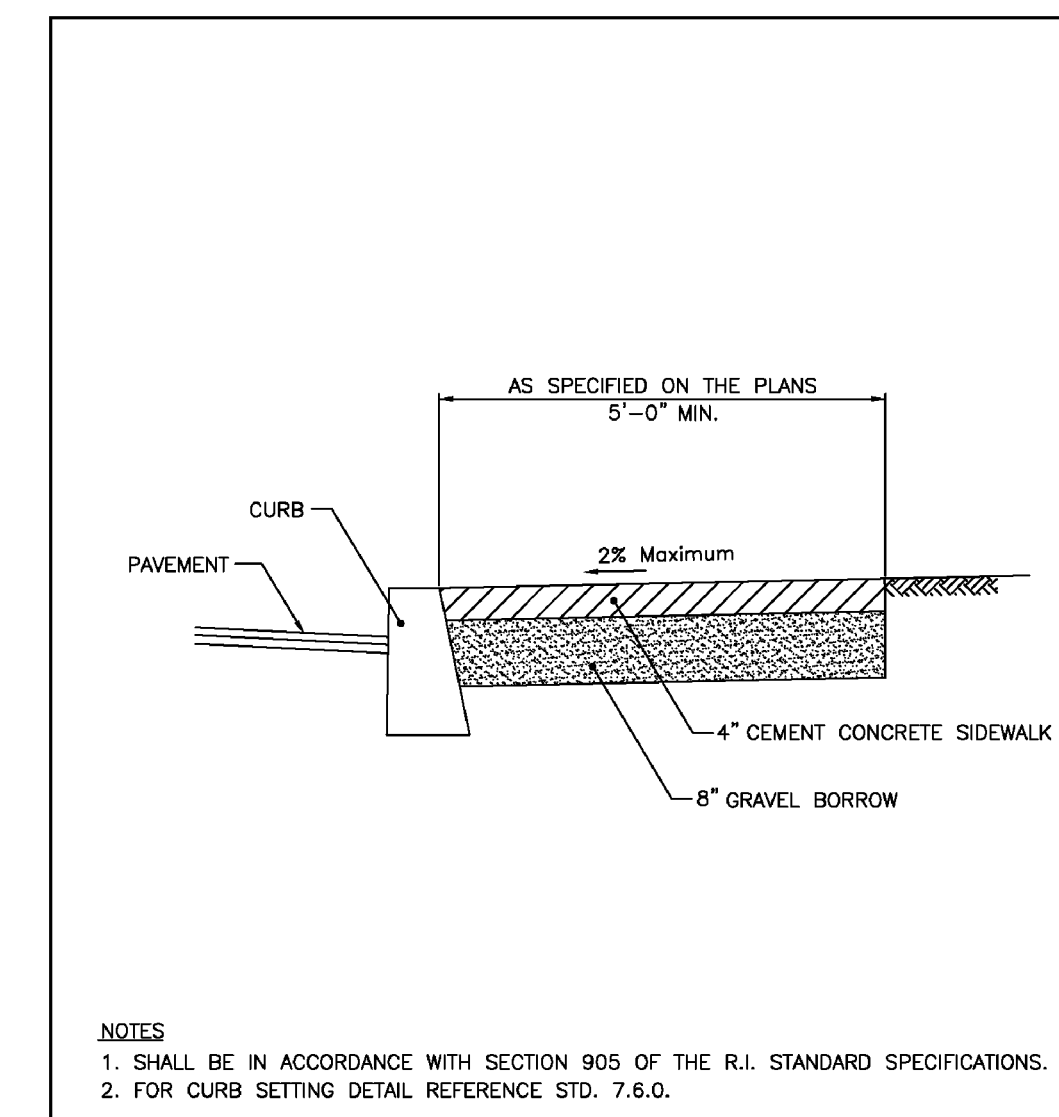 AS SPECIFIED ON THE PLANS
5'-0" MIN.
CURB
2% Maximum
PAVEMENT
4" CEMENT CONCRETE SIDEWALK
8" GRAVEL BORROW
NOTES
1. SHALL BE IN ACCORDANCE WITH SECTION 905 OF THE R.I. STANDARD SPECIFICATIONS.
2. FOR CURB SETTING DETAIL REFERENCE STD. 7.6.0.